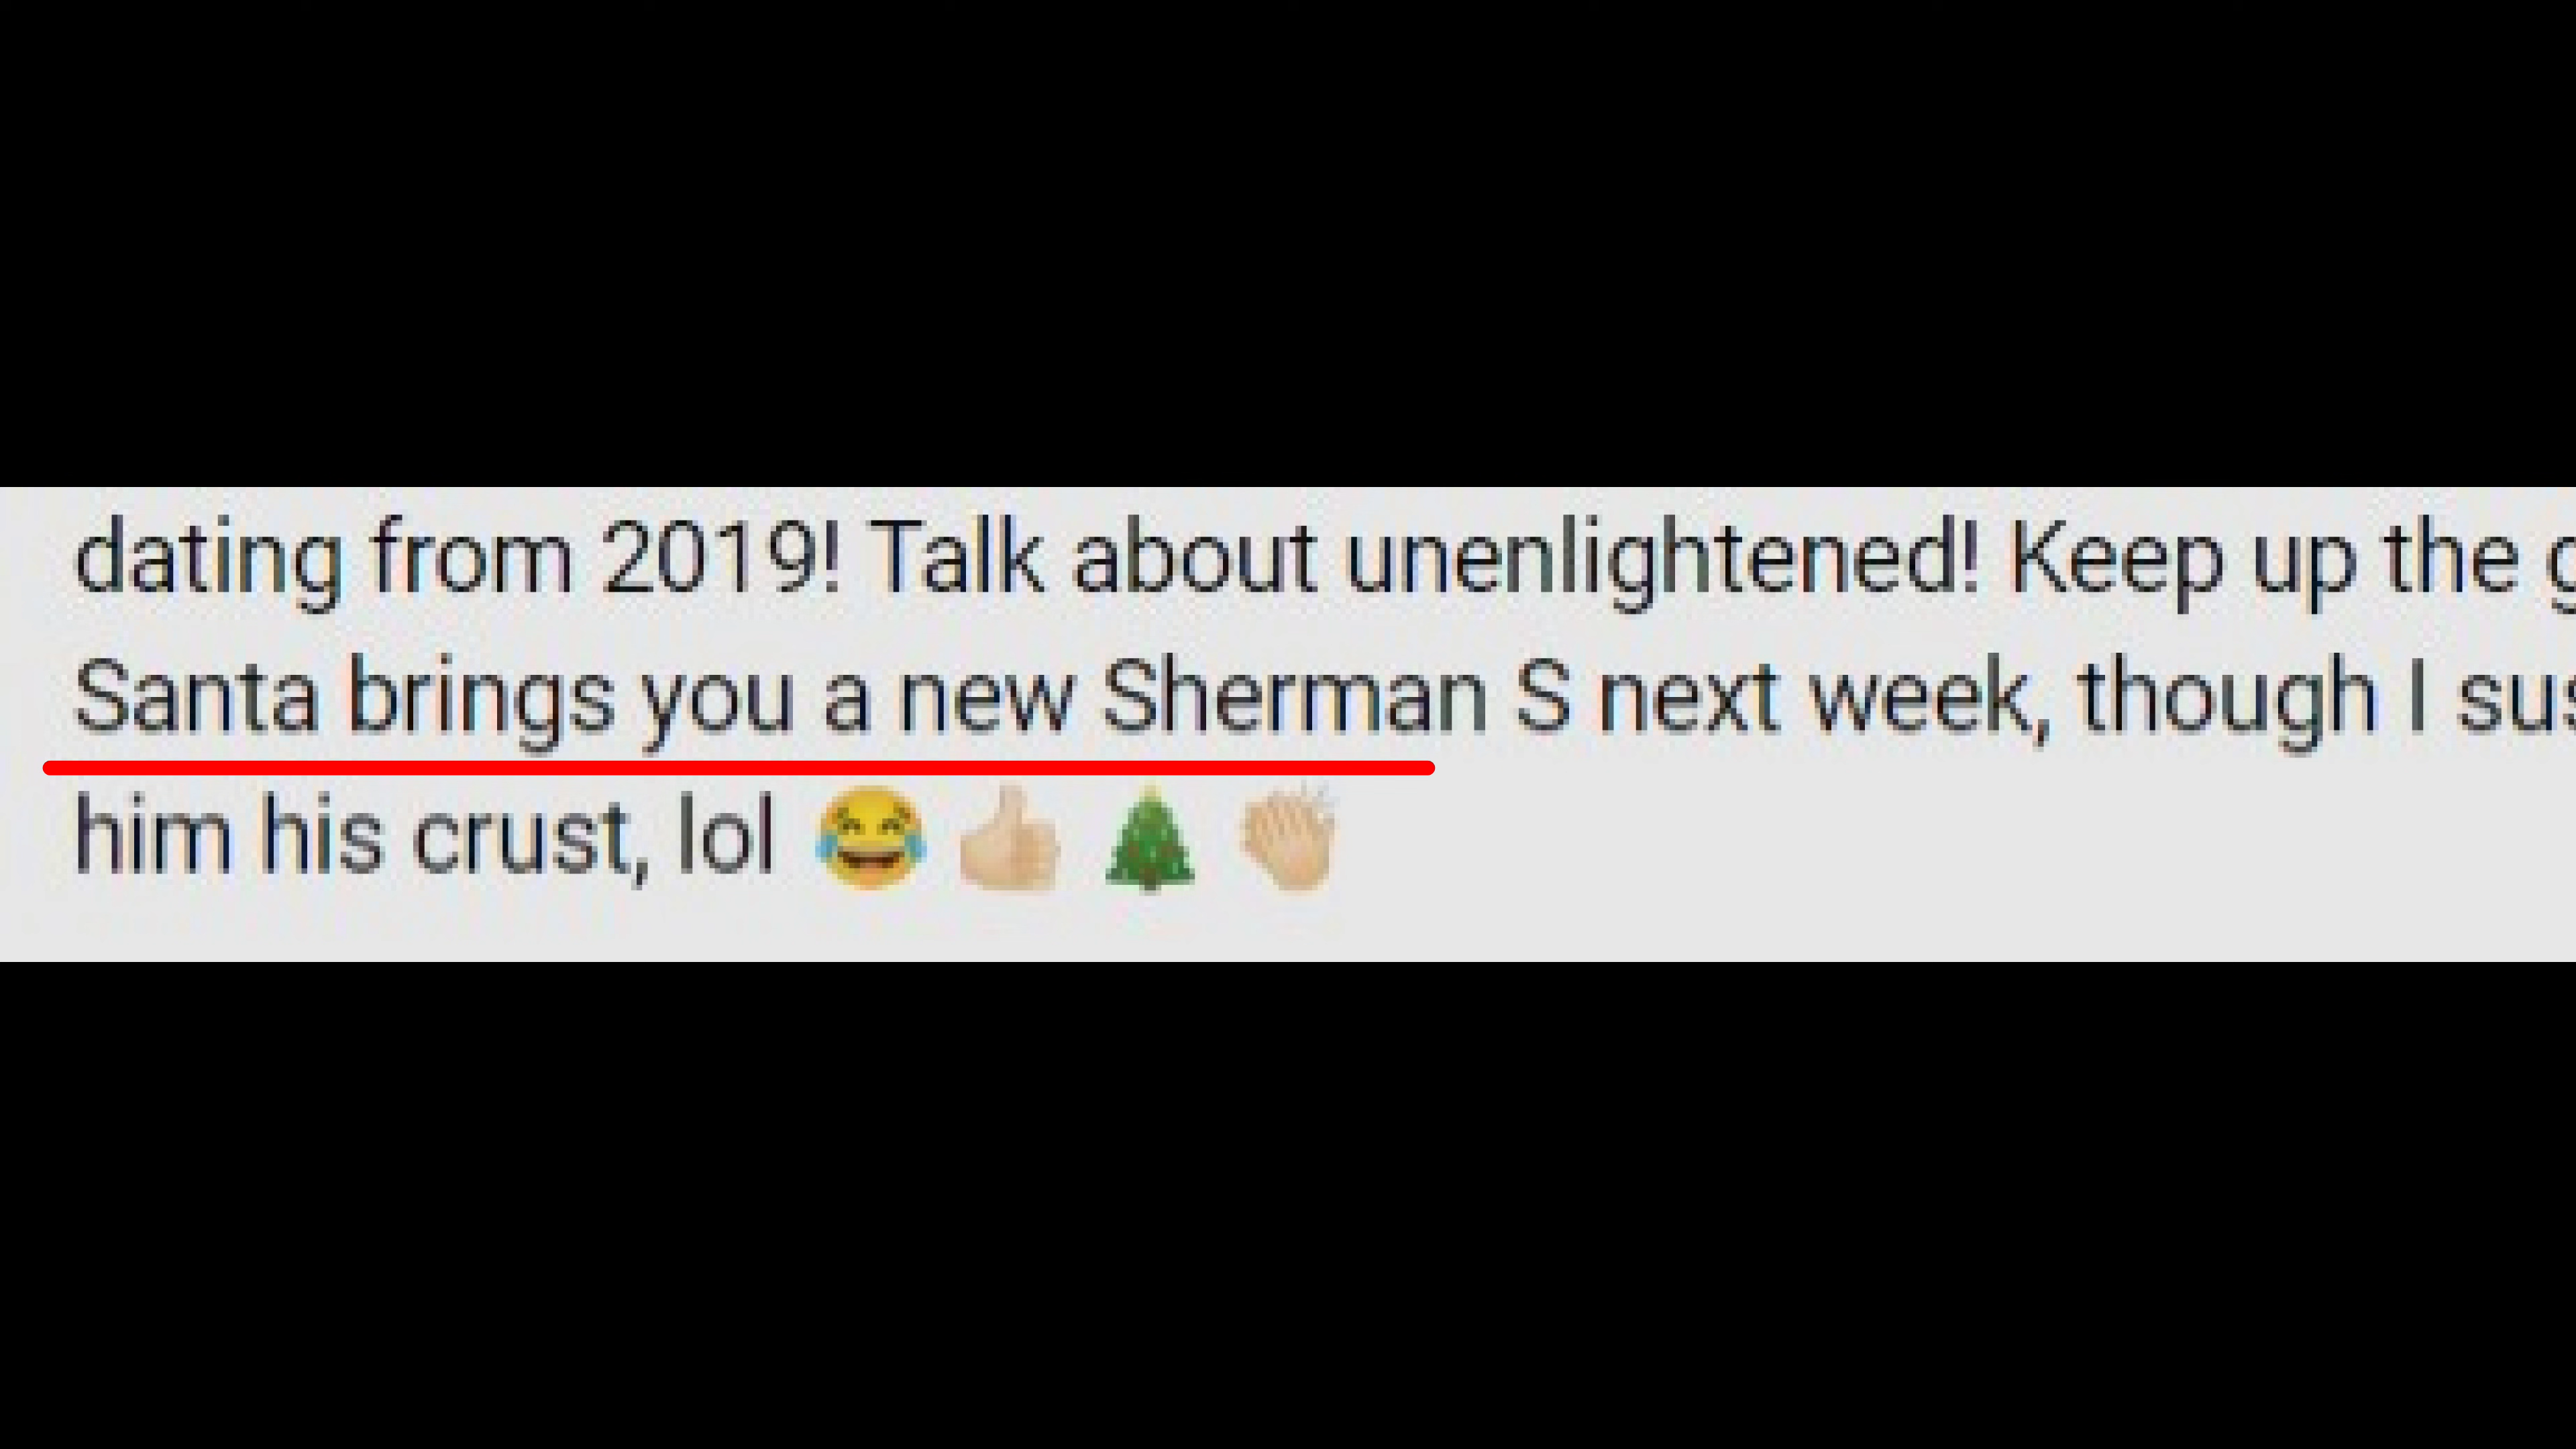 dating from 2019! Talk about unenlightened! Keep up the
Santa brings you a new Sherman S next week, though I
him his crust, lol 😂 👍🏼 🎄 👏🏼